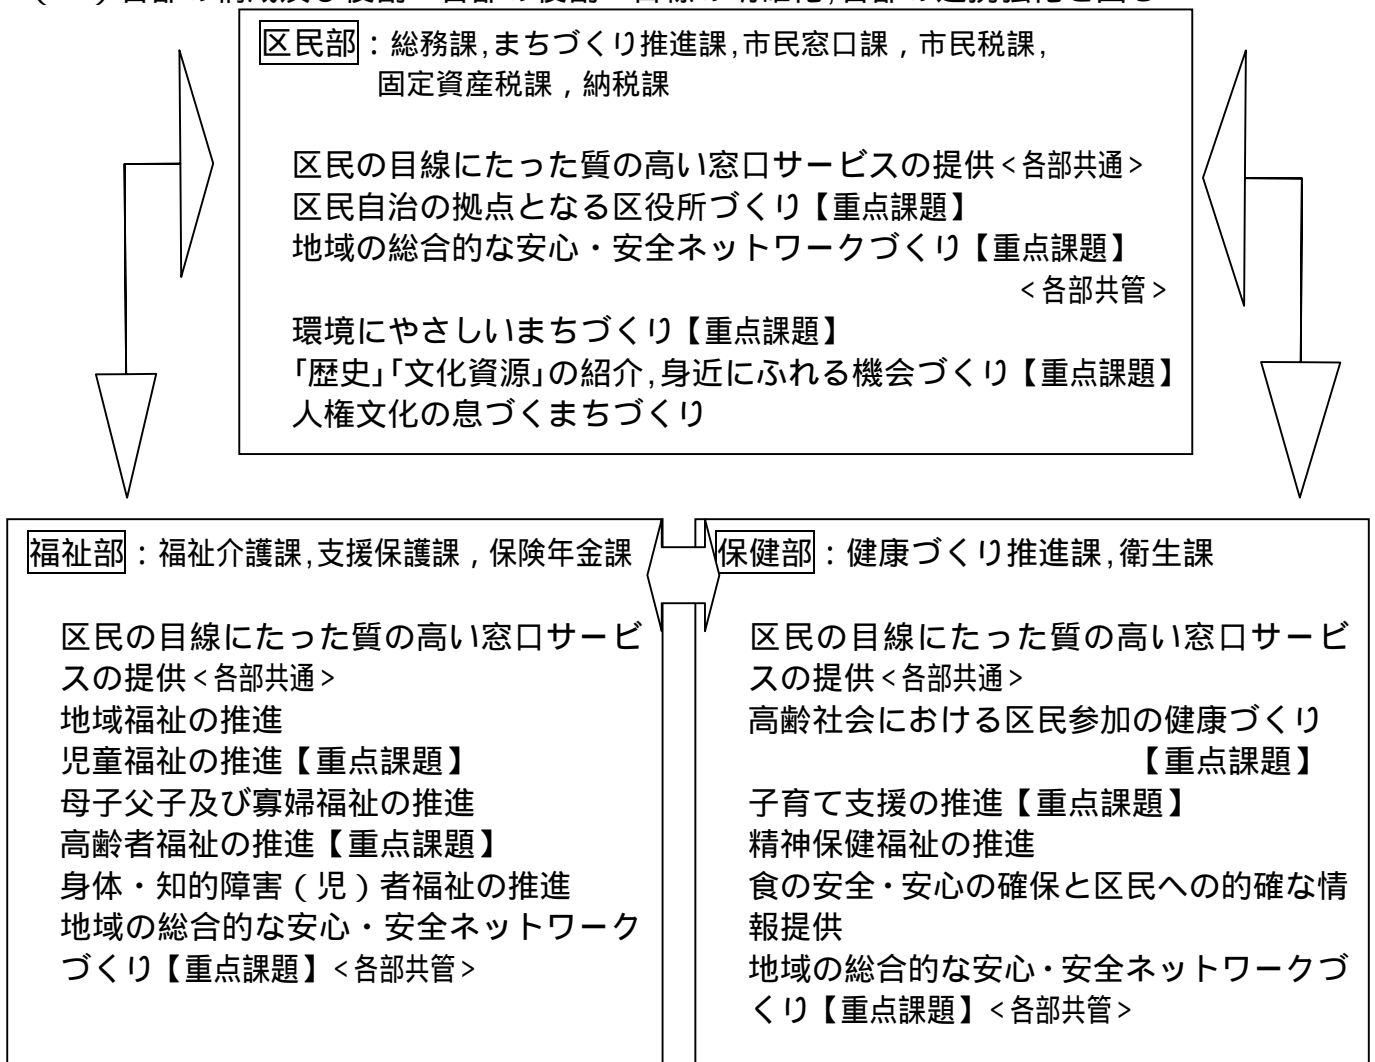 区民部：総務課,まちづくり推進課,市民窓口課，市民税課,
固定資産税課，納税課
区民の目線にたった質の高い窓口サービスの提供＜各部共通＞
区民自治の拠点となる区役所づくり【重点課題】
地域の総合的な安心・安全ネットワークづくり【重点課題】
＜各部共管＞
環境にやさしいまちづくり【重点課題】
「歴史」「文化資源」の紹介,身近にふれる機会づくり【重点課題】
人権文化の息づくまちづくり
福祉部：福祉介護課,支援保護課，保険年金課
区民の目線にたった質の高い窓口サービ
スの提供＜各部共通＞
地域福祉の推進
児童福祉の推進【重点課題】
母子父子及び寡婦福祉の推進
高齢者福祉の推進【重点課題】
身体・知的障害（児）者福祉の推進
地域の総合的な安心・安全ネットワーク
づくり【重点課題】＜各部共管＞
保健部：健康づくり推進課,衛生課
区民の目線にたった質の高い窓口サービ
スの提供＜各部共通＞
高齢社会における区民参加の健康づくり
【重点課題】
子育て支援の推進【重点課題】
精神保健福祉の推進
食の安全・安心の確保と区民への的確な情
報提供
地域の総合的な安心・安全ネットワークづ
くり【重点課題】＜各部共管＞